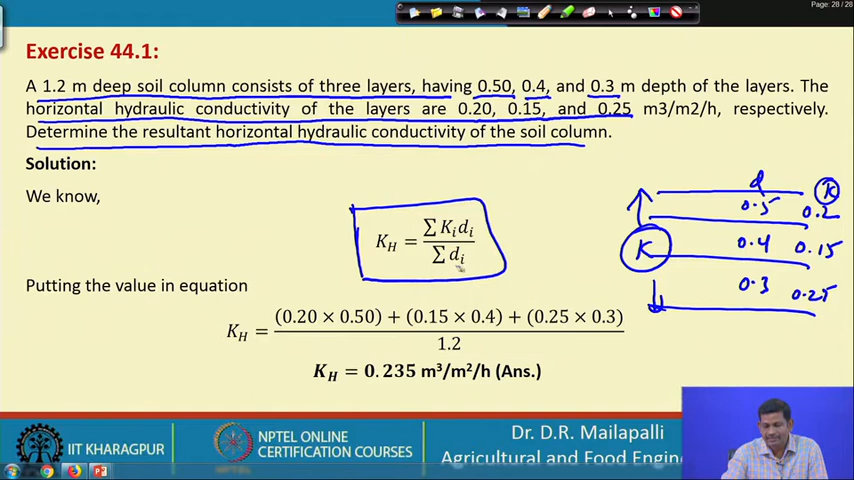 Page: 28 / 28
Exercise 44.1:
A 1.2 m deep soil column consists of three layers, having 0.50, 0.4, and 0.3 m depth of the layers. The
horizontal hydraulic conductivity of the layers are 0.20, 0.15, and 0.25 m3/m2/h, respectively.
Determine the resultant horizontal hydraulic conductivity of the soil column.
Solution:
We know,
K_H = ∑ K_i d_i / ∑ d_i
d K
0.5 0.2
K 0.4 0.15
0.3 0.25
Putting the value in equation
K_H = (0.20 × 0.50) + (0.15 × 0.4) + (0.25 × 0.3) / 1.2
K_H = 0.235 m³/m²/h (Ans.)
IIT KHARAGPUR
NPTEL ONLINE
CERTIFICATION COURSES
Dr. D.R. Mailapalli
Agricultural and Food Engine